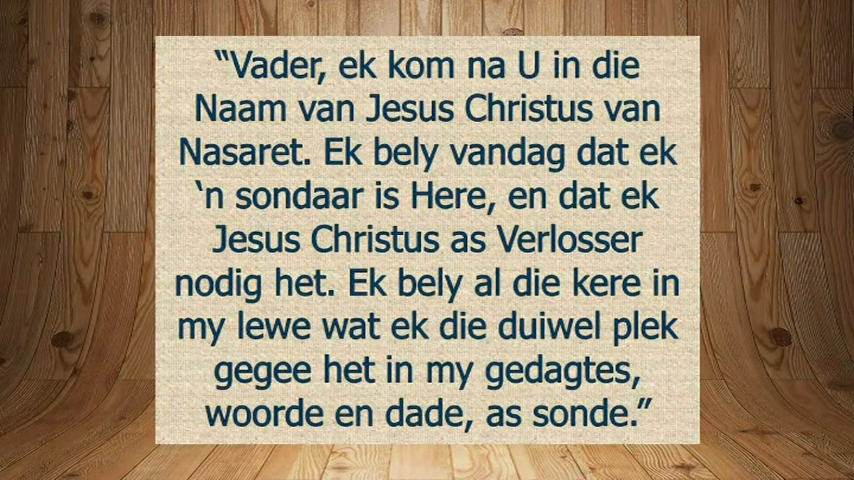 “Vader, ek kom na U in die
Naam van Jesus Christus van
Nasaret. Ek bely vandag dat ek
‘n sondaar is Here, en dat ek
Jesus Christus as Verlosser
nodig het. Ek bely al die kere in
my lewe wat ek die duiwel plek
gegee het in my gedagtes,
woorde en dade, as sonde.”